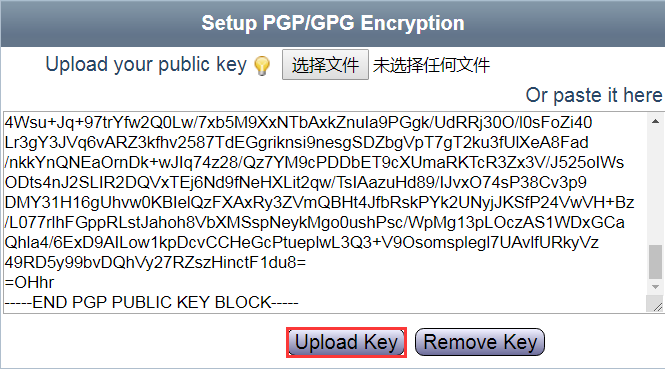 Setup PGP/GPG Encryption
Upload your public key 选择文件 未选择任何文件
Or paste it here
4Wsu+Jq+97trYfw2Q0Lw/7xb5M9XxNTbAxkZnuIa9PGgk/UdRRj30O/I0sFoZi40
Lr3gY3JVq6vARZ3kfhv2587TdEGgriknsi9nesgSDZbgVpT7gT2ku3fUlXeA8Fad
/nkkYnQNEaOrnDk+wJIq74z28/Qz7YM9cPDDbET9cXUmaRKTcR3Zx3V/J525oIWs
ODts4nJ2SLIR2DQVxTEj6Nd9fNeHXLit2qw/TsIAazuHd89/IJvxO74sP38Cv3p9
DMY31H16gUhvw0KBIelQzFXAxRy3ZVmQBHt4JfbRskPYk2UNyjJKSfP24VwVH+Bz
/L077rlhFGppRLstJahoh8VbXMSspNeykMgo0ushPsc/WpMg13pLOczAS1WDxGCa
Qhla4/6ExD9AILow1kpDcvCCHeGcPtueplwL3Q3+V9Osomsplegl7UAvlfURkyVz
49RD5y99bvDQhVy27RZszHinctF1du8=
=OHhr
-----END PGP PUBLIC KEY BLOCK-----
Upload Key Remove Key